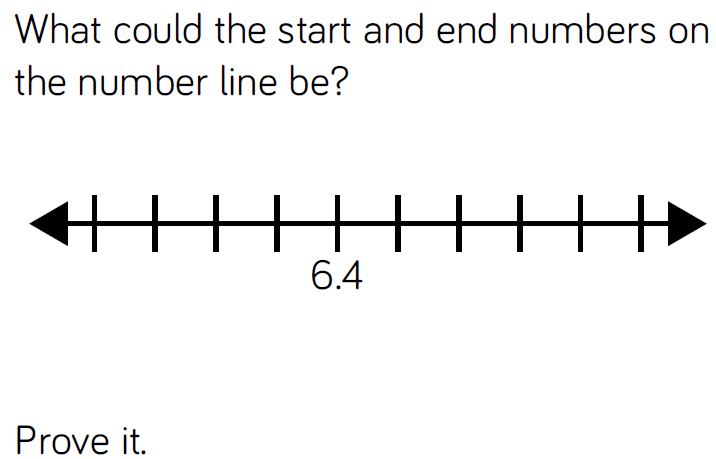 What could the start and end numbers on
the number line be?
6.4
Prove it.